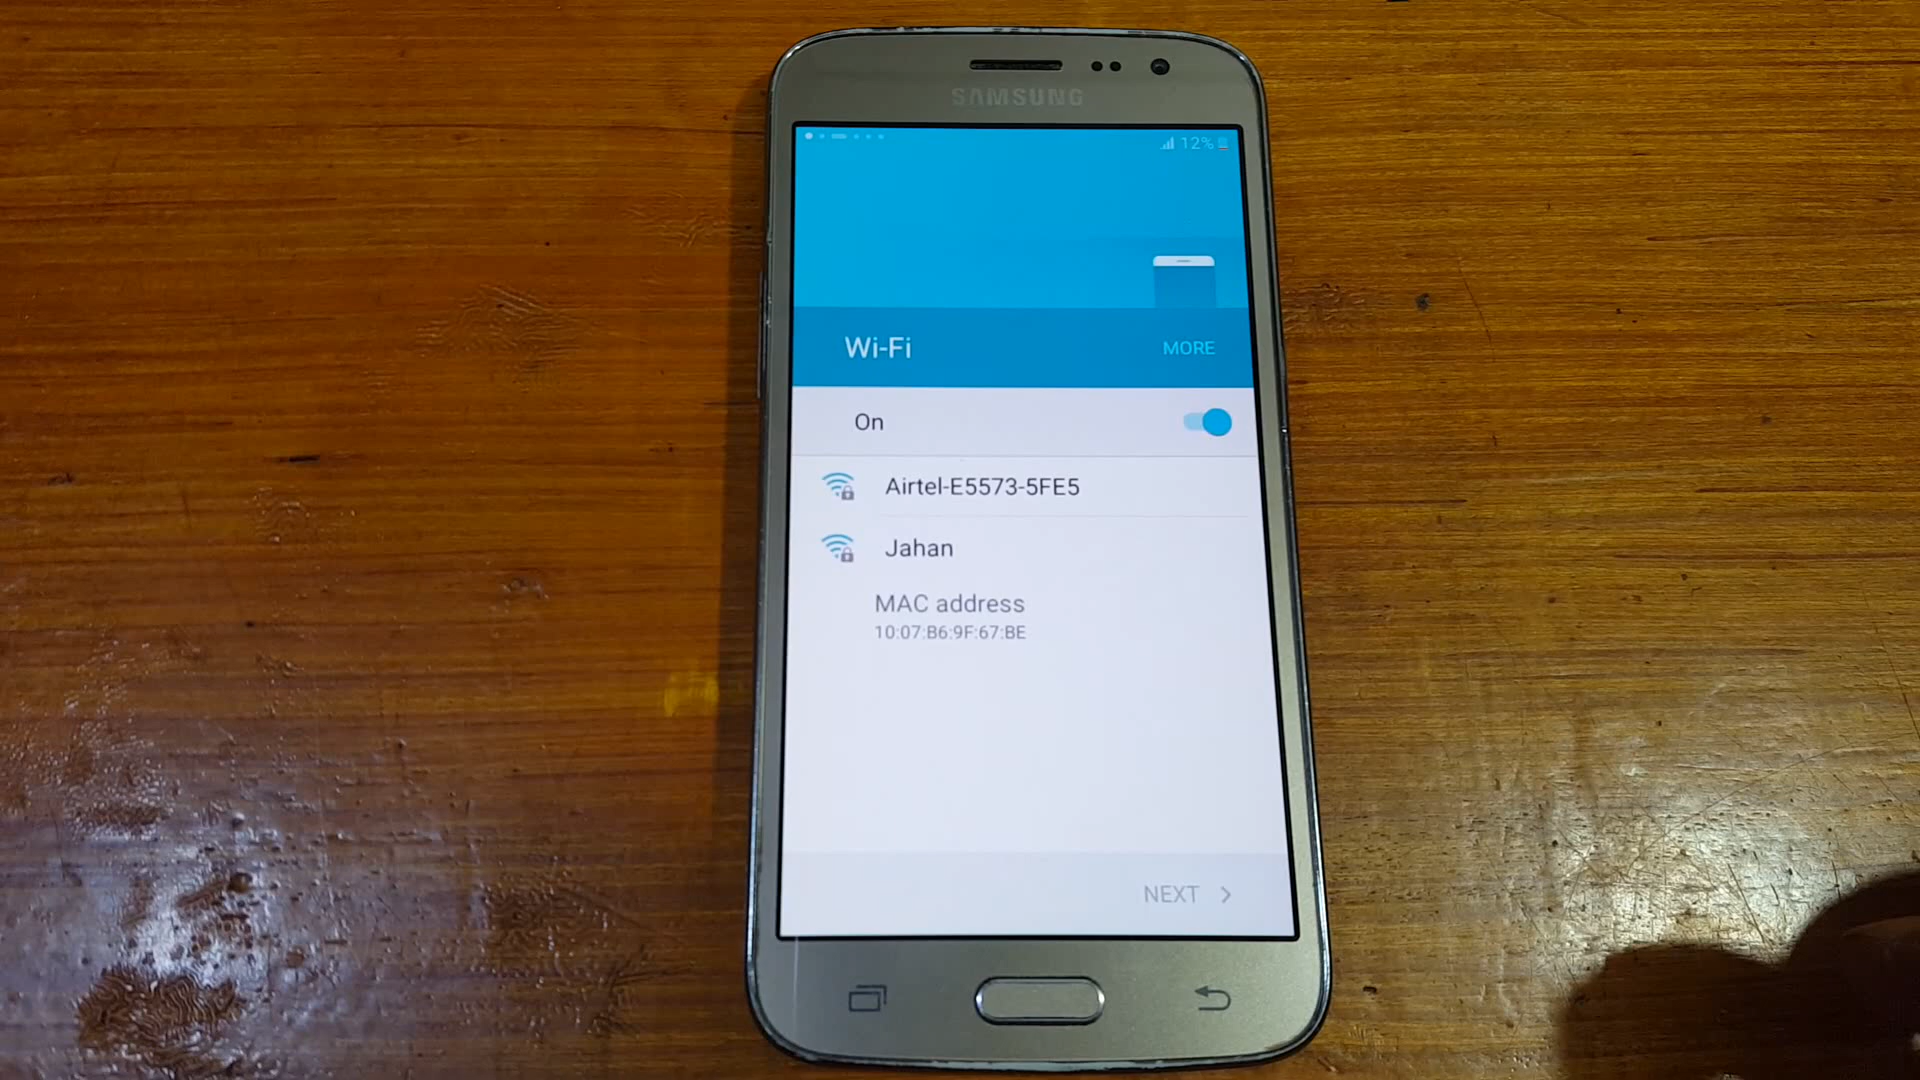 SAMSUNG
12%
Wi-Fi
MORE
On
Airtel-E5573-5FE5
Jahan
MAC address
10:07:B6:9F:67:BE
NEXT